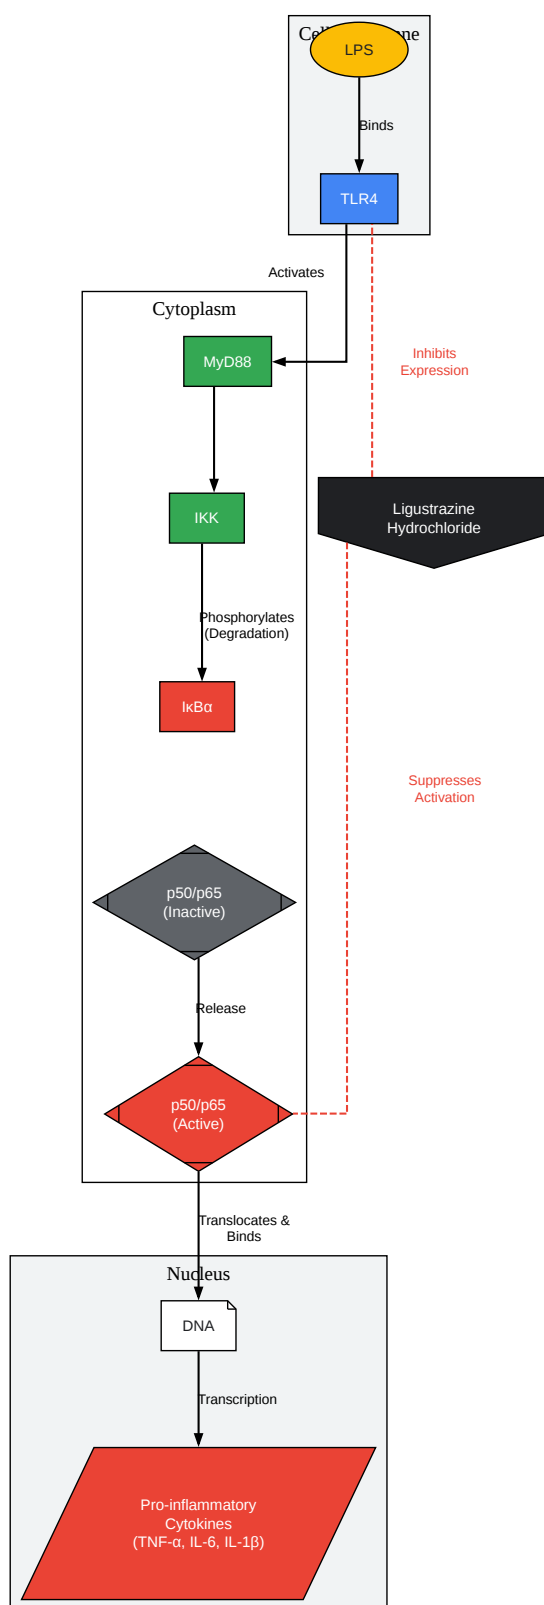 LPS
Binds
TLR4
Activates
Cytoplasm
MyD88
Inhibits
Expression
IKK
Ligustrazine
Hydrochloride
Phosphorylates
(Degradation)
IκBα
Suppresses
Activation
p50/p65
(Inactive)
Release
p50/p65
(Active)
Translocates &
Binds
Nucleus
DNA
Transcription
Pro-inflammatory
Cytokines
(TNF-α, IL-6, IL-1β)